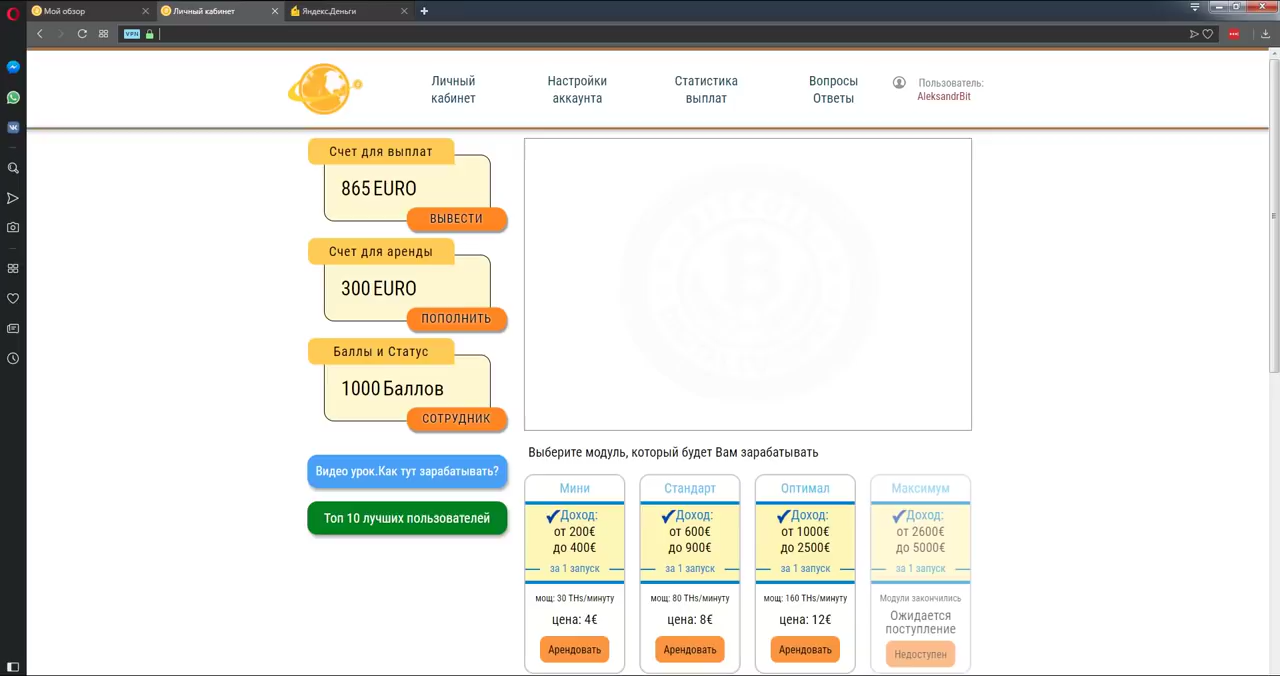 Мой обзор
Личный кабинет
Яндекс.Деньги
VPN
Личный
кабинет
Настройки
аккаунта
Статистика
выплат
Вопросы
Ответы
Пользователь:
AleksandrBit
Счет для выплат
865 EURO
ВЫВЕСТИ
Счет для аренды
300 EURO
ПОПОЛНИТЬ
Баллы и Статус
1000 Баллов
СОТРУДНИК
Видео урок.Как тут зарабатывать?
Топ 10 лучших пользователей
Выберите модуль, который будет Вам зарабатывать
Мини
Доход:
от 200€
до 400€
за 1 запуск
мощ: 30 THs/минуту
цена: 4€
Арендовать
Стандарт
Доход:
от 600€
до 900€
за 1 запуск
мощ: 80 THs/минуту
цена: 8€
Арендовать
Оптимал
Доход:
от 1000€
до 2500€
за 1 запуск
мощ: 160 THs/минуту
цена: 12€
Арендовать
Максимум
Доход:
от 2600€
до 5000€
за 1 запуск
Модули закончились
Ожидается
поступление
Недоступен